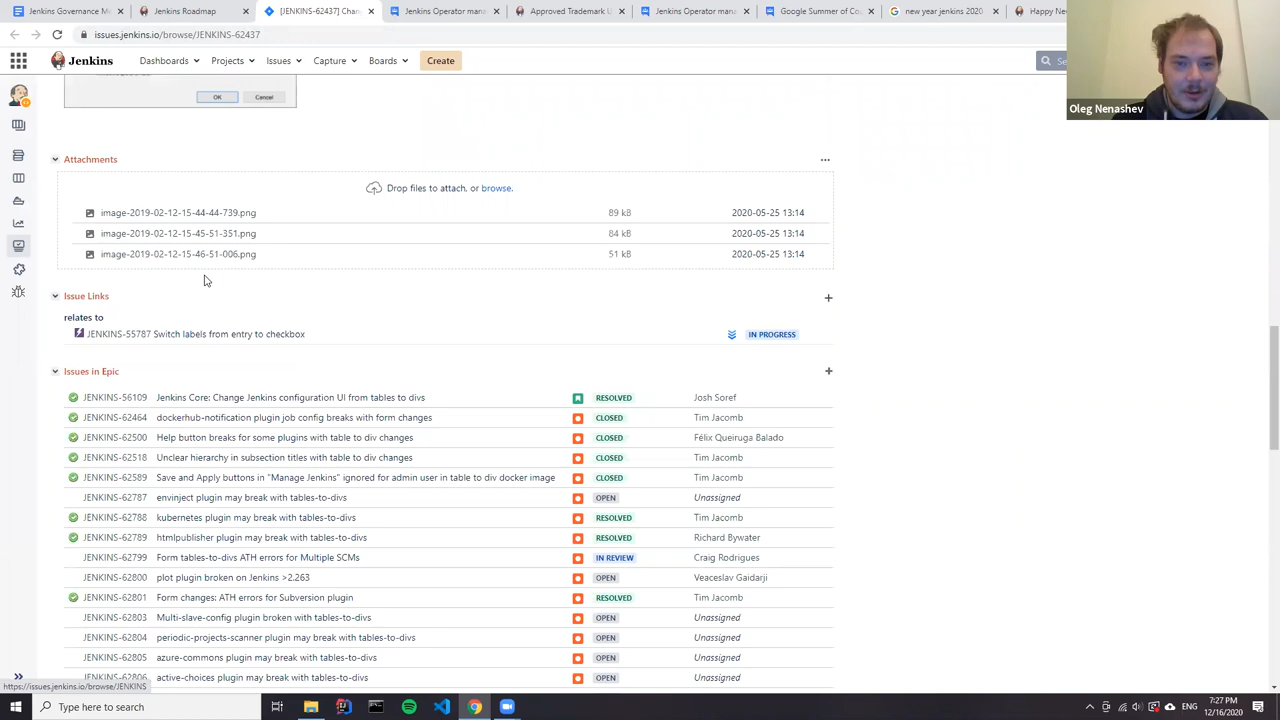 Jenkins Governance Me
Jenkins Roadmap
[JENKINS-62437] Chan
Jenkins Operator mana
Approved Trademark U
Jenkins Operator mana
Google Summer of Cou
new year jenkins 2020
Happy Ne
issues.jenkins.io/browse/JENKINS-62437
Jenkins Dashboards Projects Issues Capture Boards Create Se
Oleg Nenashev
OK Cancel
Attachments
Drop files to attach, or browse.
image-2019-02-12-15-44-44-739.png 89 kB 2020-05-25 13:14
image-2019-02-12-15-45-51-351.png 84 kB 2020-05-25 13:14
image-2019-02-12-15-46-51-006.png 51 kB 2020-05-25 13:14
Issue Links
relates to
JENKINS-55787 Switch labels from entry to checkbox IN PROGRESS
Issues in Epic
JENKINS-56109 Jenkins Core: Change Jenkins configuration UI from tables to divs RESOLVED Josh Soref
JENKINS-62464 dockerhub-notification plugin job config breaks with form changes CLOSED Tim Jacomb
JENKINS-62500 Help button breaks for some plugins with table to div changes CLOSED Félix Queiruga Balado
JENKINS-62518 Unclear hierarchy in subsection titles with table to div changes CLOSED Tim Jacomb
JENKINS-62589 Save and Apply buttons in "Manage Jenkins" ignored for admin user in table to div docker image CLOSED Tim Jacomb
JENKINS-62787 envinject plugin may break with tables-to-divs OPEN Unassigned
JENKINS-62788 kubernetes plugin may break with tables-to-divs RESOLVED Tim Jacomb
JENKINS-62789 htmlpublisher plugin may break with tables-to-divs RESOLVED Richard Bywater
JENKINS-62799 Form tables-to-divs ATH errors for Multiple SCMs IN REVIEW Craig Rodrigues
JENKINS-62800 plot plugin broken on Jenkins >2.263 OPEN Veaceslav Gaidarji
JENKINS-62801 Form changes: ATH errors for Subversion plugin RESOLVED Tim Jacomb
JENKINS-62803 Multi-slave-config plugin broken with tables-to-divs OPEN Unassigned
JENKINS-62804 periodic-projects-scanner plugin may break with tables-to-divs OPEN Unassigned
JENKINS-62805 azure-commons plugin may break with tables-to-divs OPEN Unassigned
JENKINS-62806 active-choices plugin may break with tables-to-divs OPEN Unassigned
https://issues.jenkins.io/browse/JENKINS
Type here to search
ENG
7:27 PM
12/16/2020